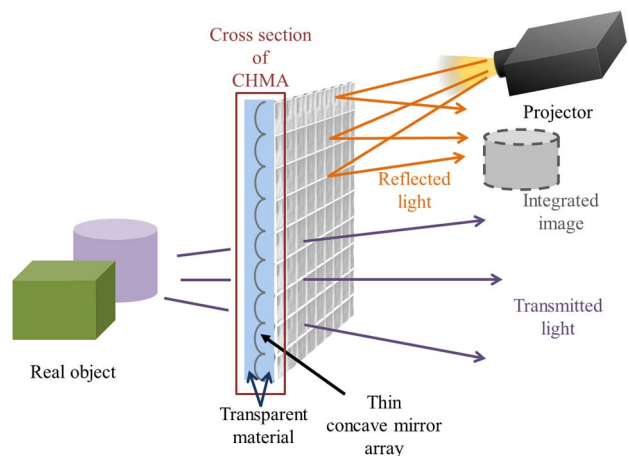 Cross section
of
CHMA
Projector
Reflected
light
Integrated
image
Transmitted
light
Real object
Transparent
material
Thin
concave mirror
array